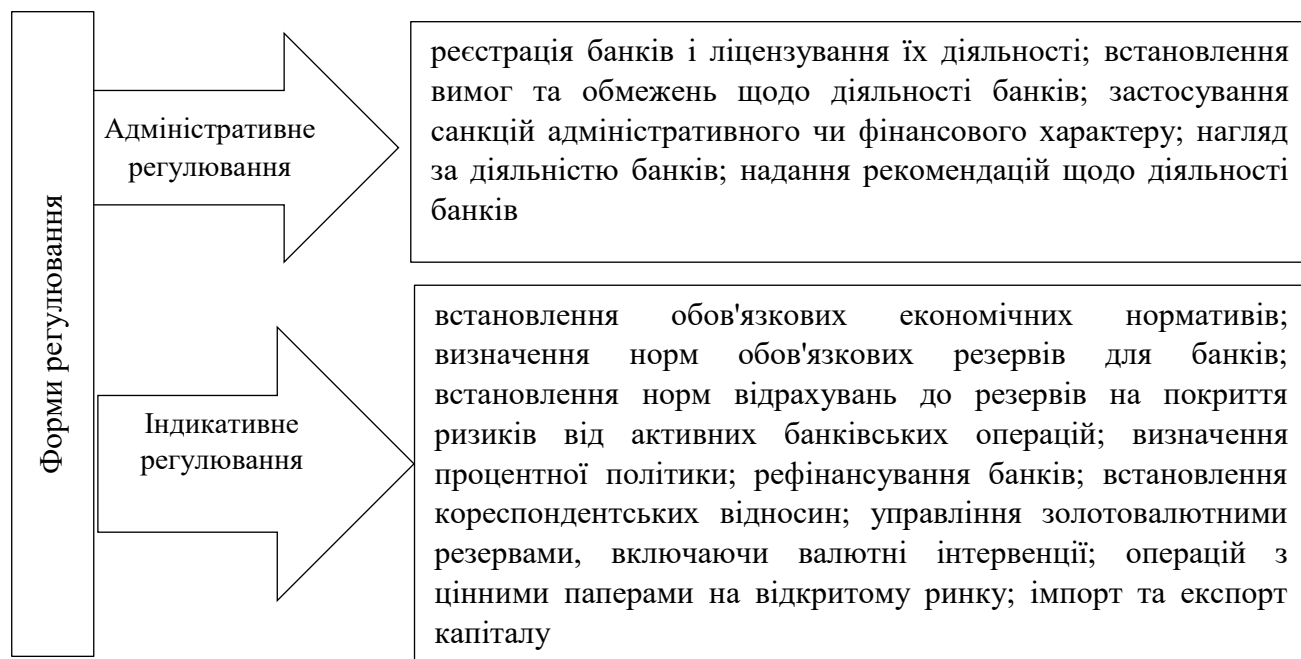 Форми регулювання
Адміністративне
регулювання
реєстрація банків і ліцензування їх діяльності; встановлення
вимог та обмежень щодо діяльності банків; застосування
санкцій адміністративного чи фінансового характеру; нагляд
за діяльністю банків; надання рекомендацій щодо діяльності
банків
Індикативне
регулювання
встановлення обов'язкових економічних нормативів;
визначення норм обов'язкових резервів для банків;
встановлення норм відрахувань до резервів на покриття
ризиків від активних банківських операцій; визначення
процентної політики; рефінансування банків; встановлення
кореспондентських відносин; управління золотовалютними
резервами, включаючи валютні інтервенції; операцій з
цінними паперами на відкритому ринку; імпорт та експорт
капіталу